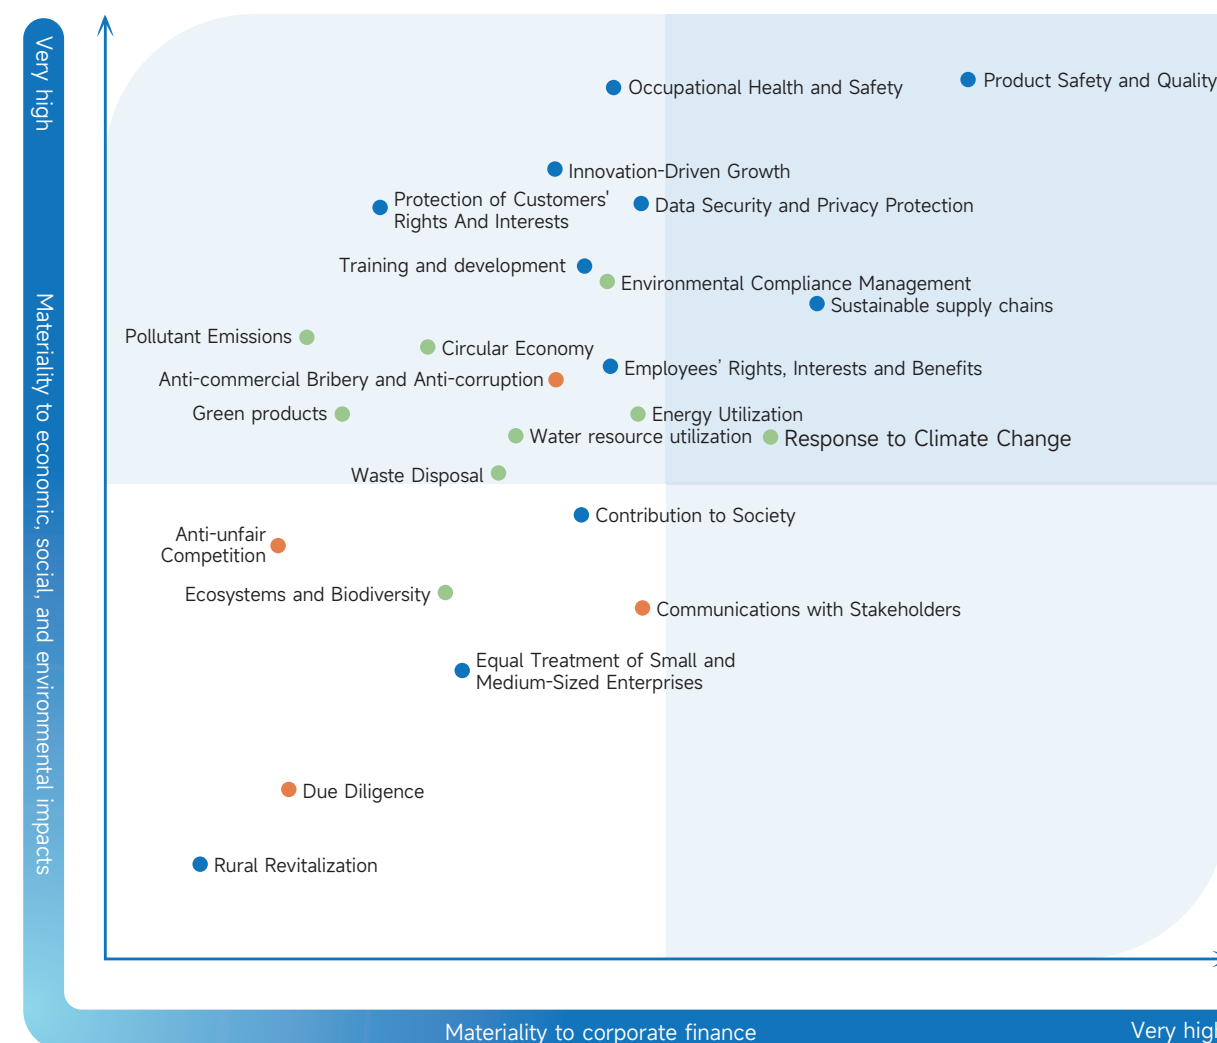 Very high
Materiality to economic, social, and environmental impacts
Occupational Health and Safety
Product Safety and Quality
Innovation-Driven Growth
Protection of Customers'
Rights And Interests
Data Security and Privacy Protection
Training and development
Environmental Compliance Management
Sustainable supply chains
Pollutant Emissions
Circular Economy
Employees’ Rights, Interests and Benefits
Anti-commercial Bribery and Anti-corruption
Green products
Energy Utilization
Water resource utilization
Response to Climate Change
Waste Disposal
Contribution to Society
Anti-unfair
Competition
Ecosystems and Biodiversity
Communications with Stakeholders
Equal Treatment of Small and
Medium-Sized Enterprises
Due Diligence
Rural Revitalization
Materiality to corporate finance
Very high